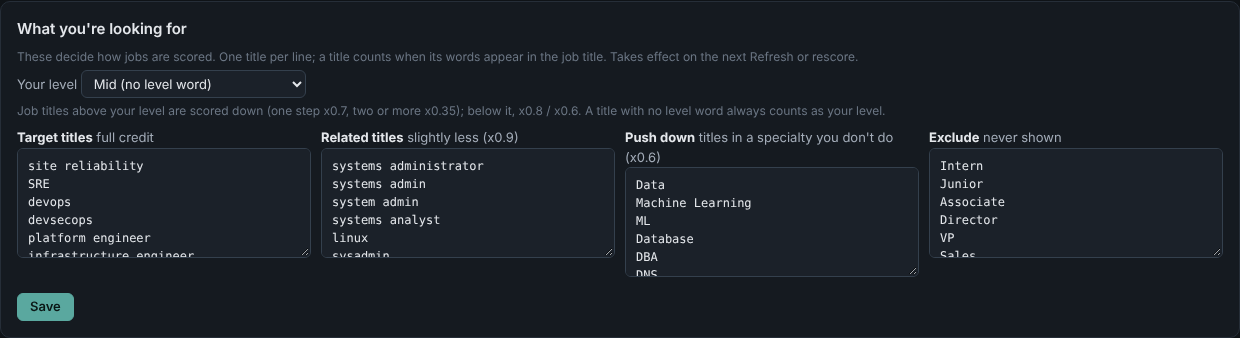 What you're looking for
These decide how jobs are scored. One title per line; a title counts when its words appear in the job title. Takes effect on the next Refresh or rescore.
Your level Mid (no level word)
Job titles above your level are scored down (one step x0.7, two or more x0.35); below it, x0.8 / x0.6. A title with no level word always counts as your level.
Target titles full credit
site reliability
SRE
devops
devsecops
platform engineer
infrastructure engineer
Related titles slightly less (x0.9)
systems administrator
systems admin
system admin
systems analyst
linux
sysadmin
Push down titles in a specialty you don't do
(x0.6)
Data
Machine Learning
ML
Database
DBA
DNS
Exclude never shown
Intern
Junior
Associate
Director
VP
Sales
Save